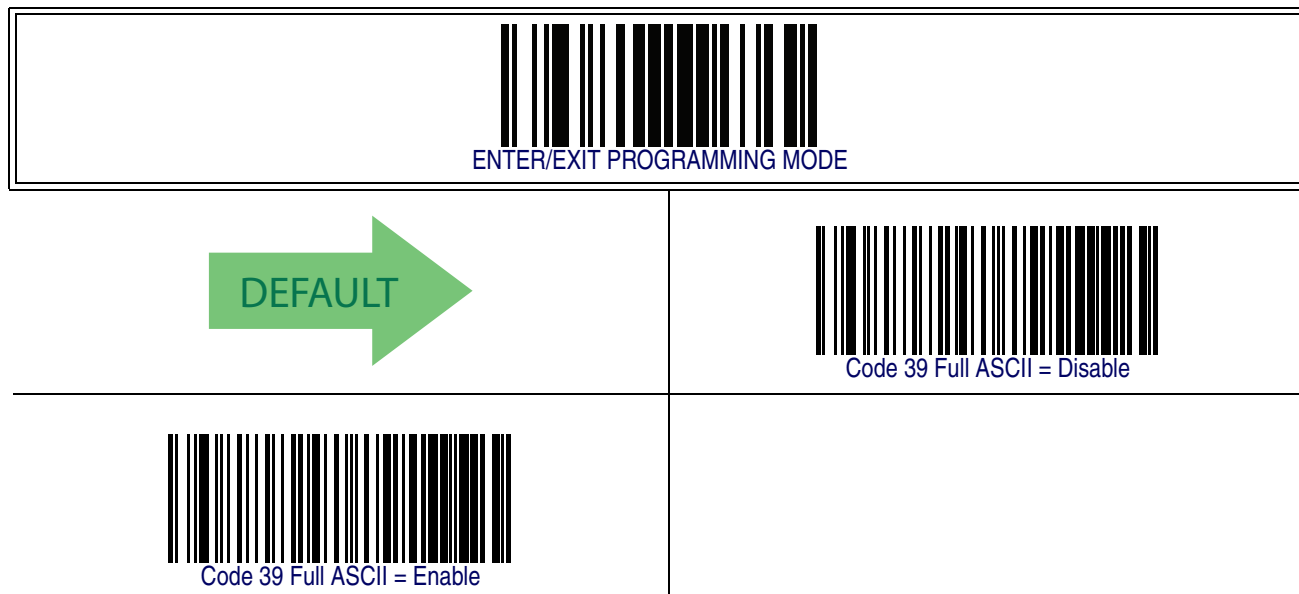 ENTER/EXIT PROGRAMMING MODE
DEFAULT
Code 39 Full ASCII = Disable
Code 39 Full ASCII = Enable